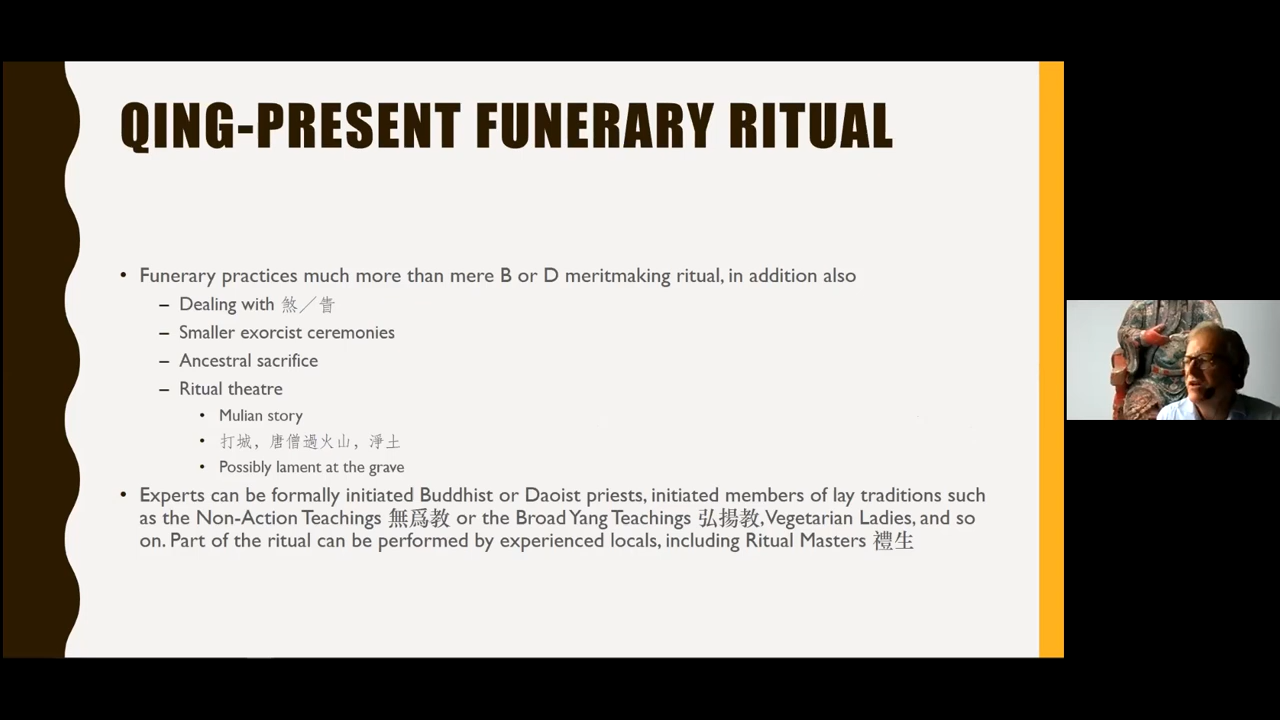 QING-PRESENT FUNERARY RITUAL
• Funerary practices much more than mere B or D meritmaking ritual, in addition also
– Dealing with 煞／眚
– Smaller exorcist ceremonies
– Ancestral sacrifice
– Ritual theatre
• Mulian story
• 打城，唐僧過火山，淨土
• Possibly lament at the grave
• Experts can be formally initiated Buddhist or Daoist priests, initiated members of lay traditions such
as the Non-Action Teachings 無爲教 or the Broad Yang Teachings 弘揚教, Vegetarian Ladies, and so
on. Part of the ritual can be performed by experienced locals, including Ritual Masters 禮生